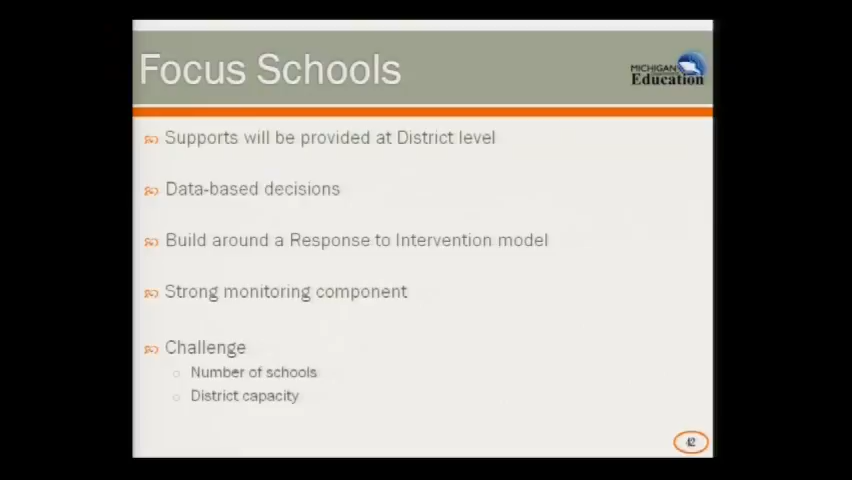 Focus Schools
MICHIGAN
Education
Supports will be provided at District level
Data-based decisions
Build around a Response to Intervention model
Strong monitoring component
Challenge
Number of schools
District capacity
42